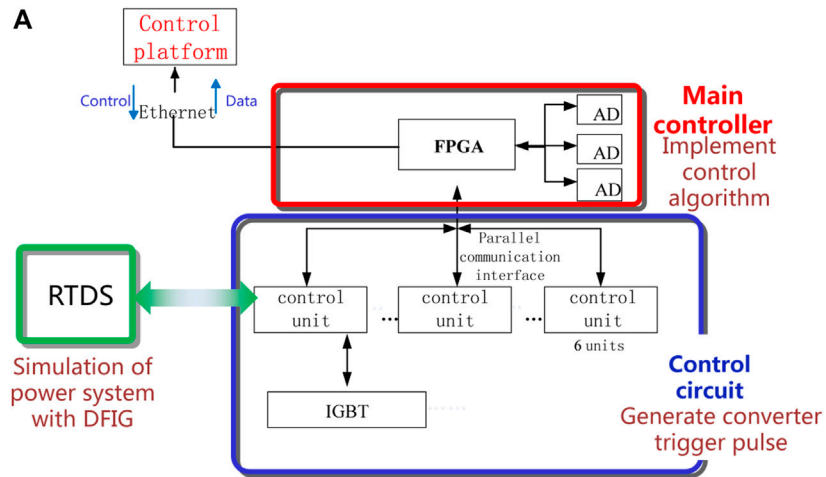 A
Control
platform
Control
Data
Ethernet
FPGA
AD
AD
AD
Main
controller
Implement
control
algorithm
Parallel
communication
interface
RTDS
control
unit
...
control
unit
...
control
unit
6 units
Simulation of
power system
with DFIG
IGBT
......
Control
circuit
Generate converter
trigger pulse